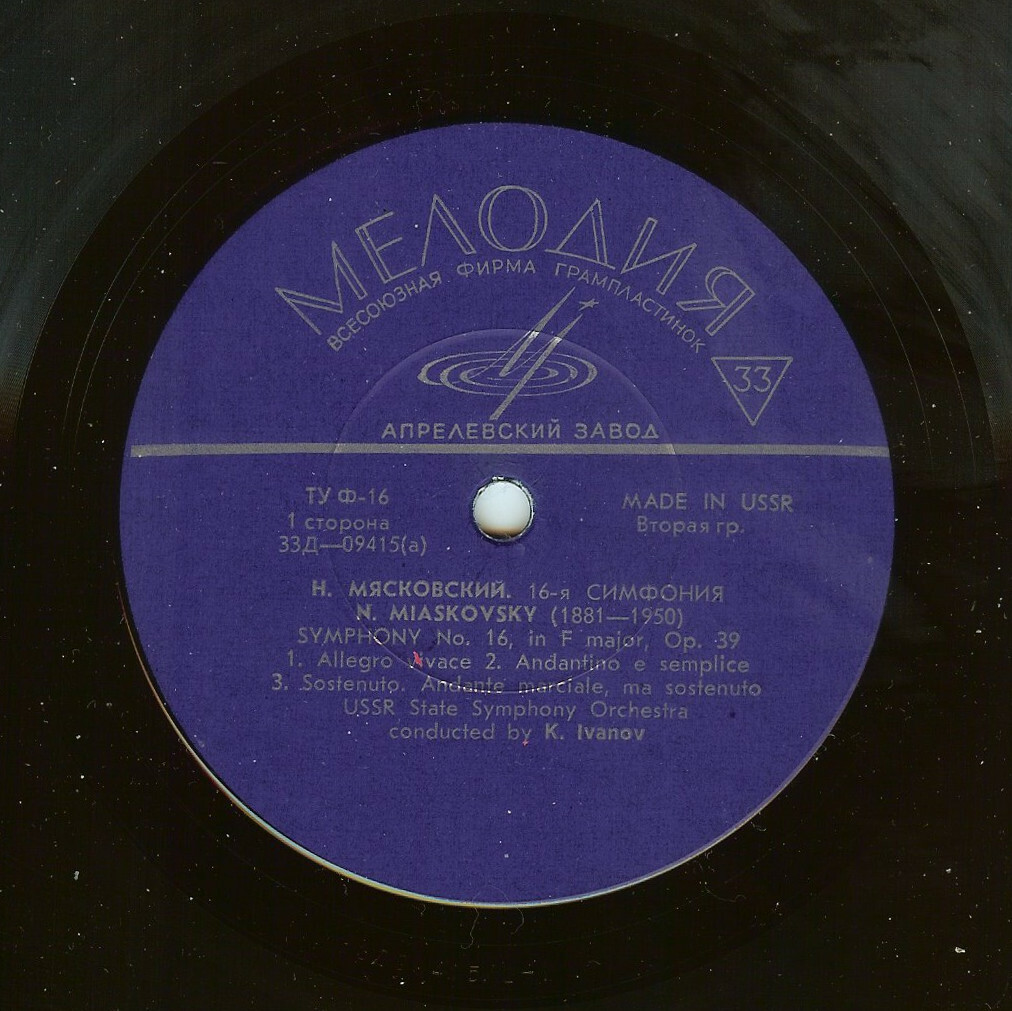 МЕЛОДИЯ
ВСЕСОЮЗНАЯ ФИРМА ГРАМПЛАСТИНОК
33
АПРЕЛЕВСКИЙ ЗАВОД
ТУ Ф-16
MADE IN USSR
1 сторона
Вторая гр.
33Д—09415(а)
Н. МЯСКОВСКИЙ. 16-я СИМФОНИЯ
N. MIASKOVSKY (1881—1950)
SYMPHONY No. 16, in F major, Op. 39
1. Allegro vivace 2. Andantino e semplice
3. Sostenuto. Andante marciale, ma sostenuto
USSR State Symphony Orchestra
conducted by K. Ivanov